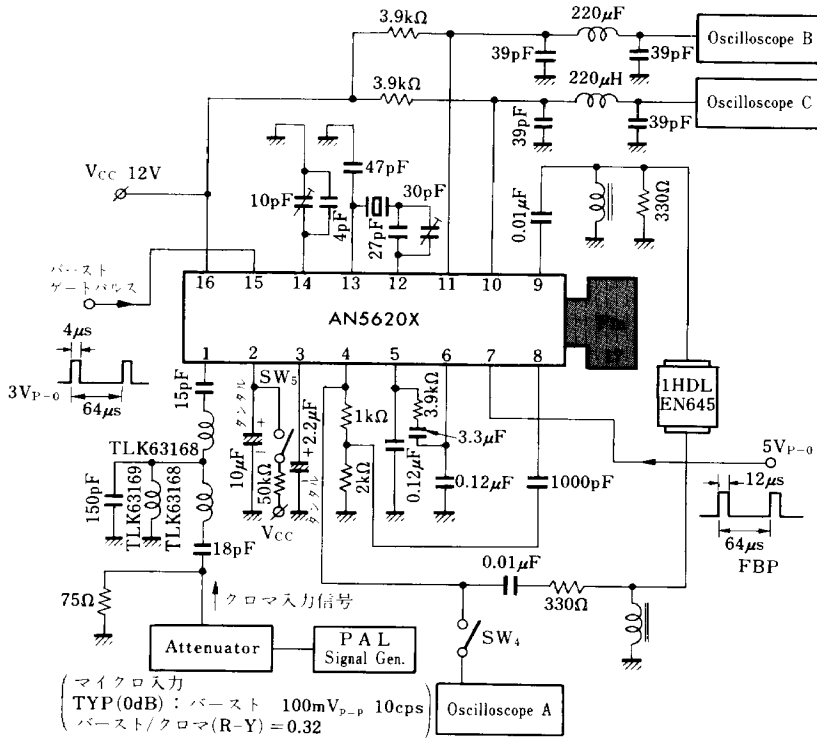 3.9kΩ
220μF
39pF
39pF
Oscilloscope B
3.9kΩ
220μH
39pF
39pF
Oscilloscope C
VCC 12V
47pF
10pF
4pF
30pF
27pF
0.01μF
330Ω
バースト
ゲートパルス
16 15 14 13 12 11 10 9
AN5620X
1 2 3 4 5 6 7 8
4μs
3VP-0
64μs
15pF
TLK63168
150pF
TLK63169
TLK63168
18pF
75Ω
クロマ入力信号
タンタル
10μF
+
−
SW5
50kΩ
VCC
+2.2μF
−タンタル
1kΩ
2kΩ
3.9kΩ
3.3μF
0.12μF
0.12μF
1000pF
1HDL
EN645
5VP-0
12μs
64μs
FBP
0.01μF
330Ω
SW4
Attenuator
PAL
Signal Gen.
Oscilloscope A
マイクロ入力
TYP(0dB) : バースト 100mVP-P 10cps
バースト/クロマ(R-Y)=0.32